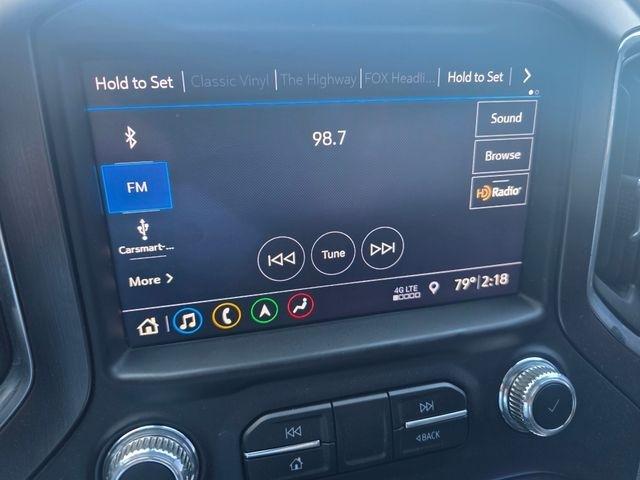 Hold to Set | Classic Vinyl | The Highway | FOX Headli... | Hold to Set
98.7
Sound
FM
Browse
HD Radio
Carsmart-...
Tune
More
4G LTE
79° 2:18
BACK